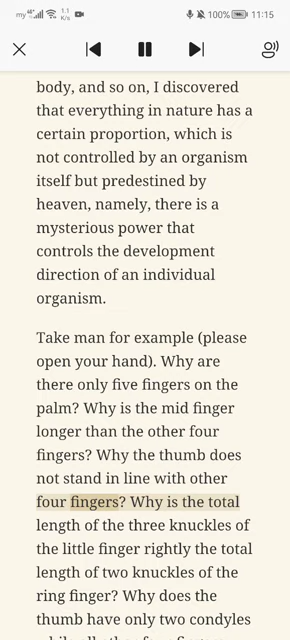 my 1.1 K/s 100% 11:15
body, and so on, I discovered
that everything in nature has a
certain proportion, which is
not controlled by an organism
itself but predestined by
heaven, namely, there is a
mysterious power that
controls the development
direction of an individual
organism.
Take man for example (please
open your hand). Why are
there only five fingers on the
palm? Why is the mid finger
longer than the other four
fingers? Why the thumb does
not stand in line with other
four fingers? Why is the total
length of the three knuckles of
the little finger rightly the total
length of two knuckles of the
ring finger? Why does the
thumb have only two condyles